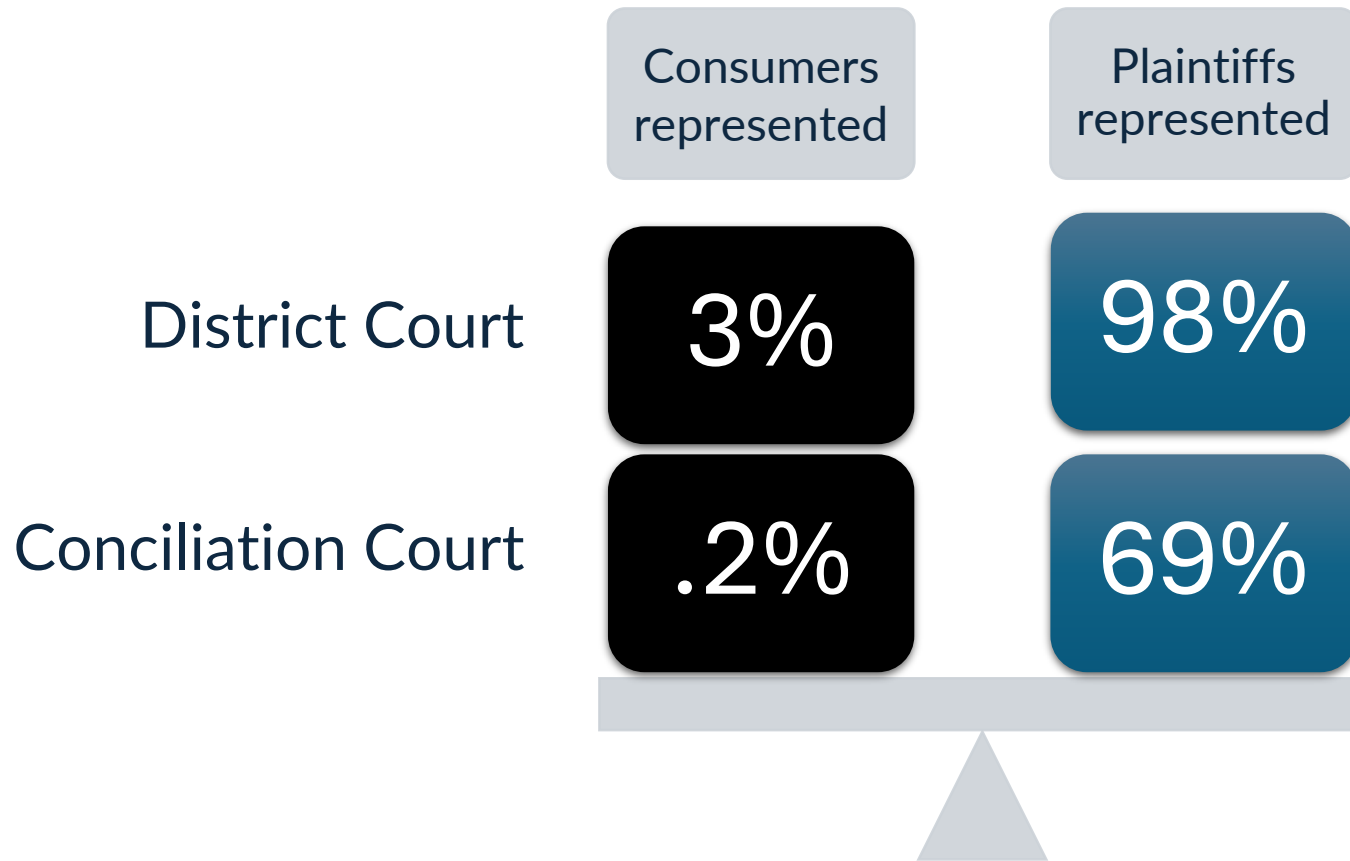 Consumers
represented
Plaintiffs
represented
District Court
3%
98%
Conciliation Court
.2%
69%